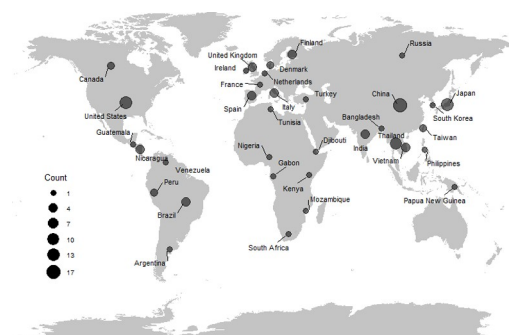 Finland
Russia
United Kingdom
Ireland
Denmark
Canada
Netherlands
France
Turkey
China
Japan
Spain
Italy
United States
Bangladesh
South Korea
Tunisia
Guatemala
Thailand
Taiwan
Nigeria
Djibouti
India
Nicaragua
Vietnam
Philippines
Gabon
Venezuela
Count
Kenya
Peru
1
Papua New Guinea
4
Mozambique
Brazil
7
10
South Africa
13
Argentina
17